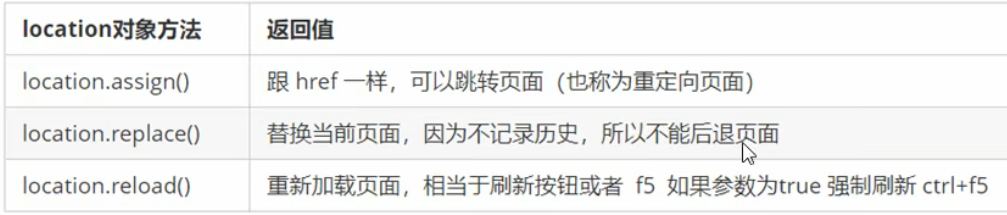 location对象方法 返回值
location.assign() 跟 href 一样，可以跳转页面（也称为重定向页面）
location.replace() 替换当前页面，因为不记录历史，所以不能后退页面
location.reload() 重新加载页面，相当于刷新按钮或者 f5 如果参数为true 强制刷新 ctrl+f5